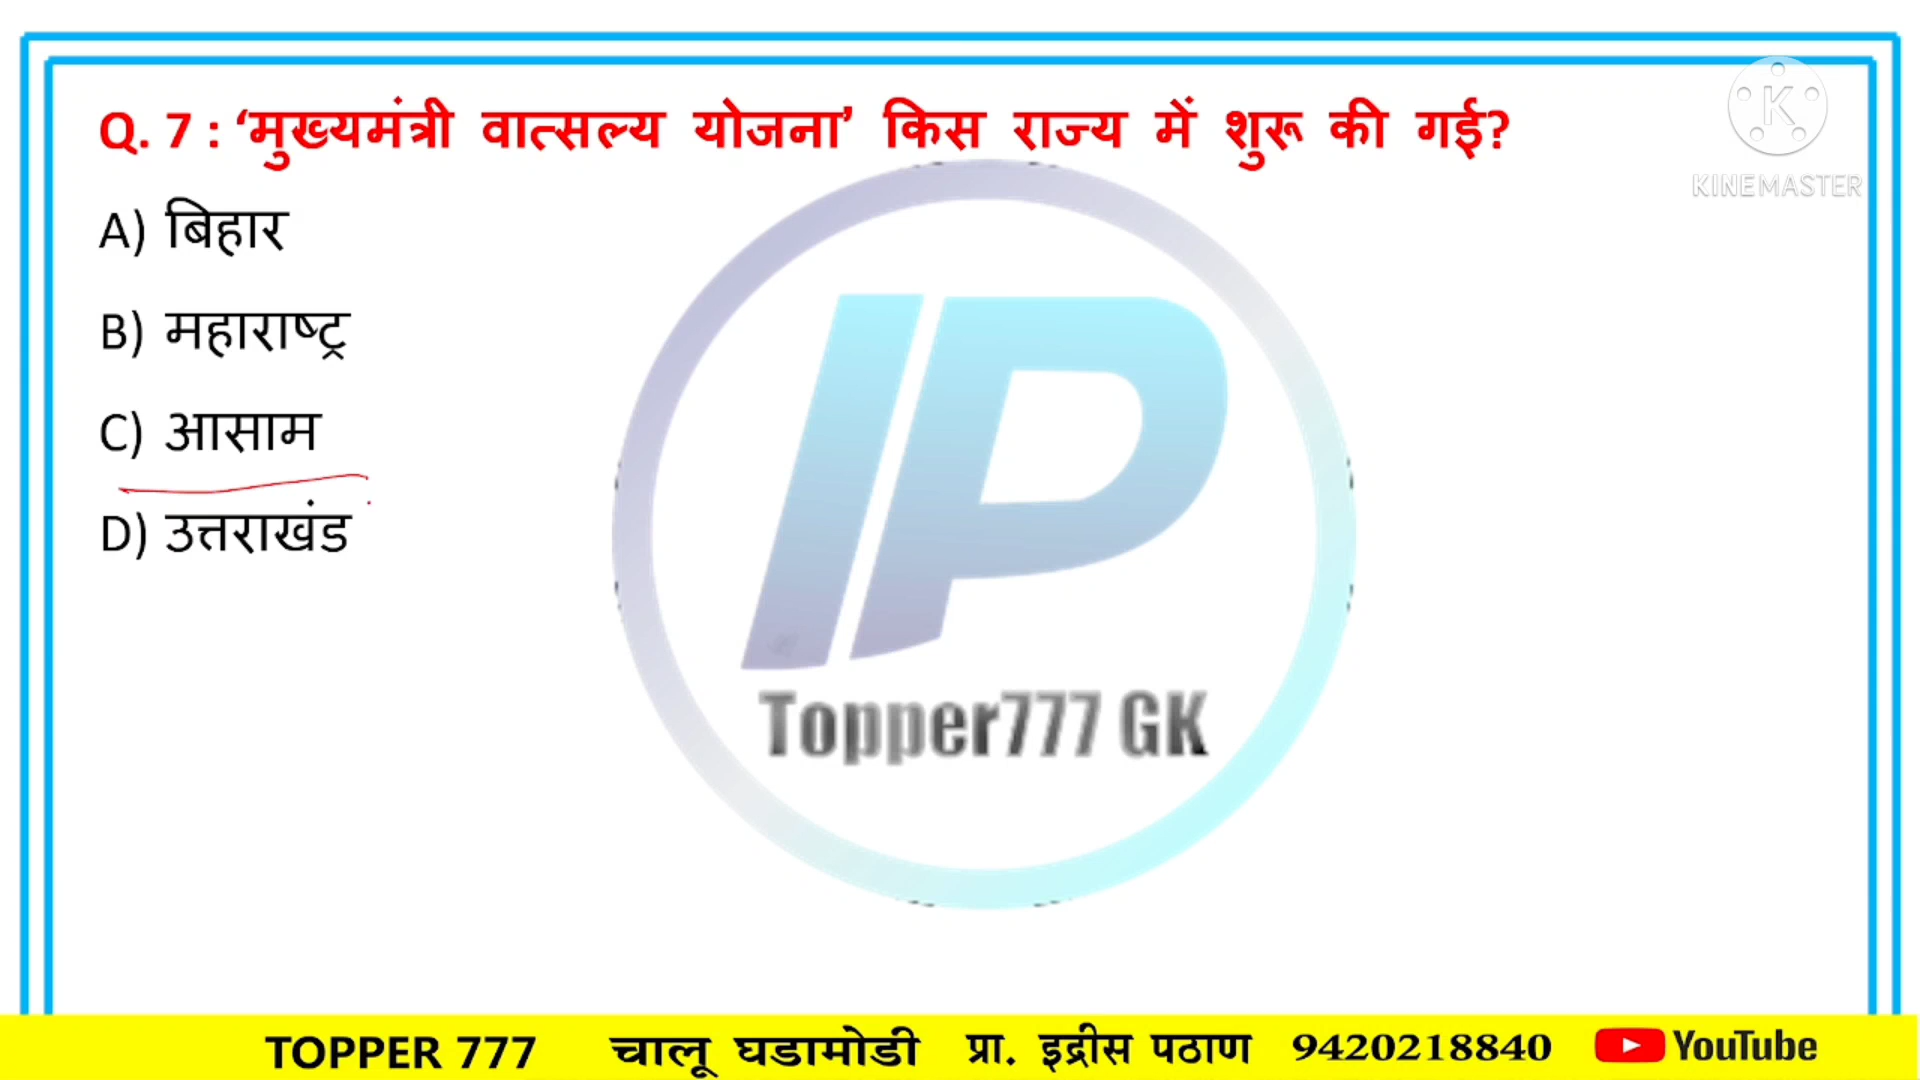 Q. 7 : ‘मुख्यमंत्री वात्सल्य योजना’ किस राज्य में शुरू की गई?
KINEMASTER
A) बिहार
B) महाराष्ट्र
C) आसाम
D) उत्तराखंड
Topper777 GK
TOPPER 777 चालू घडामोडी प्रा. इद्रीस पठाण 9420218840 YouTube